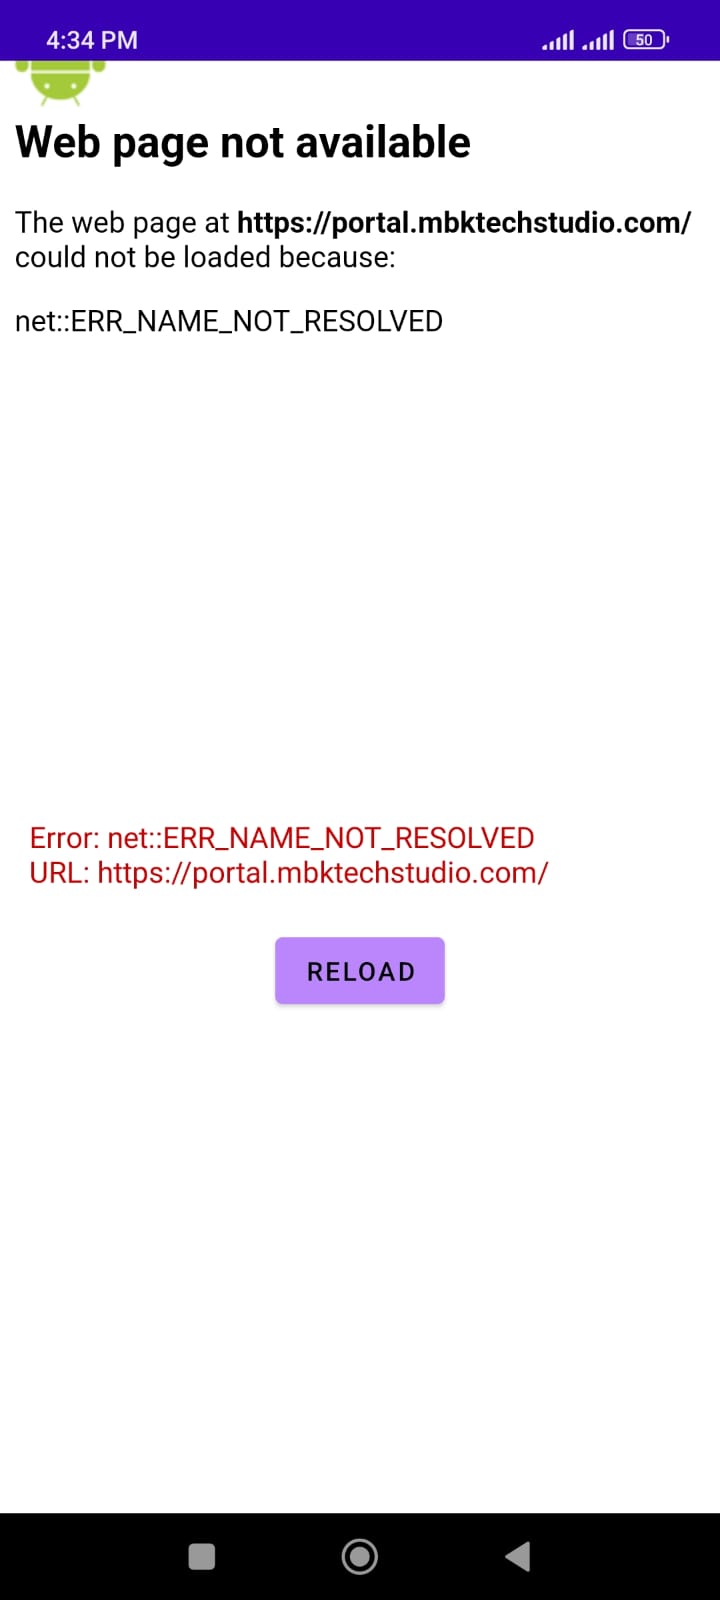 4:34 PM
50
Web page not available
The web page at https://portal.mbktechstudio.com/
could not be loaded because:
net::ERR_NAME_NOT_RESOLVED
Error: net::ERR_NAME_NOT_RESOLVED
URL: https://portal.mbktechstudio.com/
RELOAD